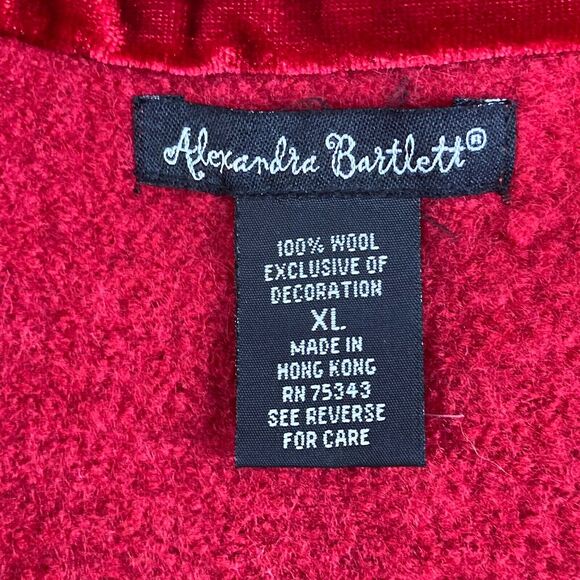 Alexandra Bartlett®
100% WOOL
EXCLUSIVE OF
DECORATION
XL
MADE IN
HONG KONG
RN 75343
SEE REVERSE
FOR CARE